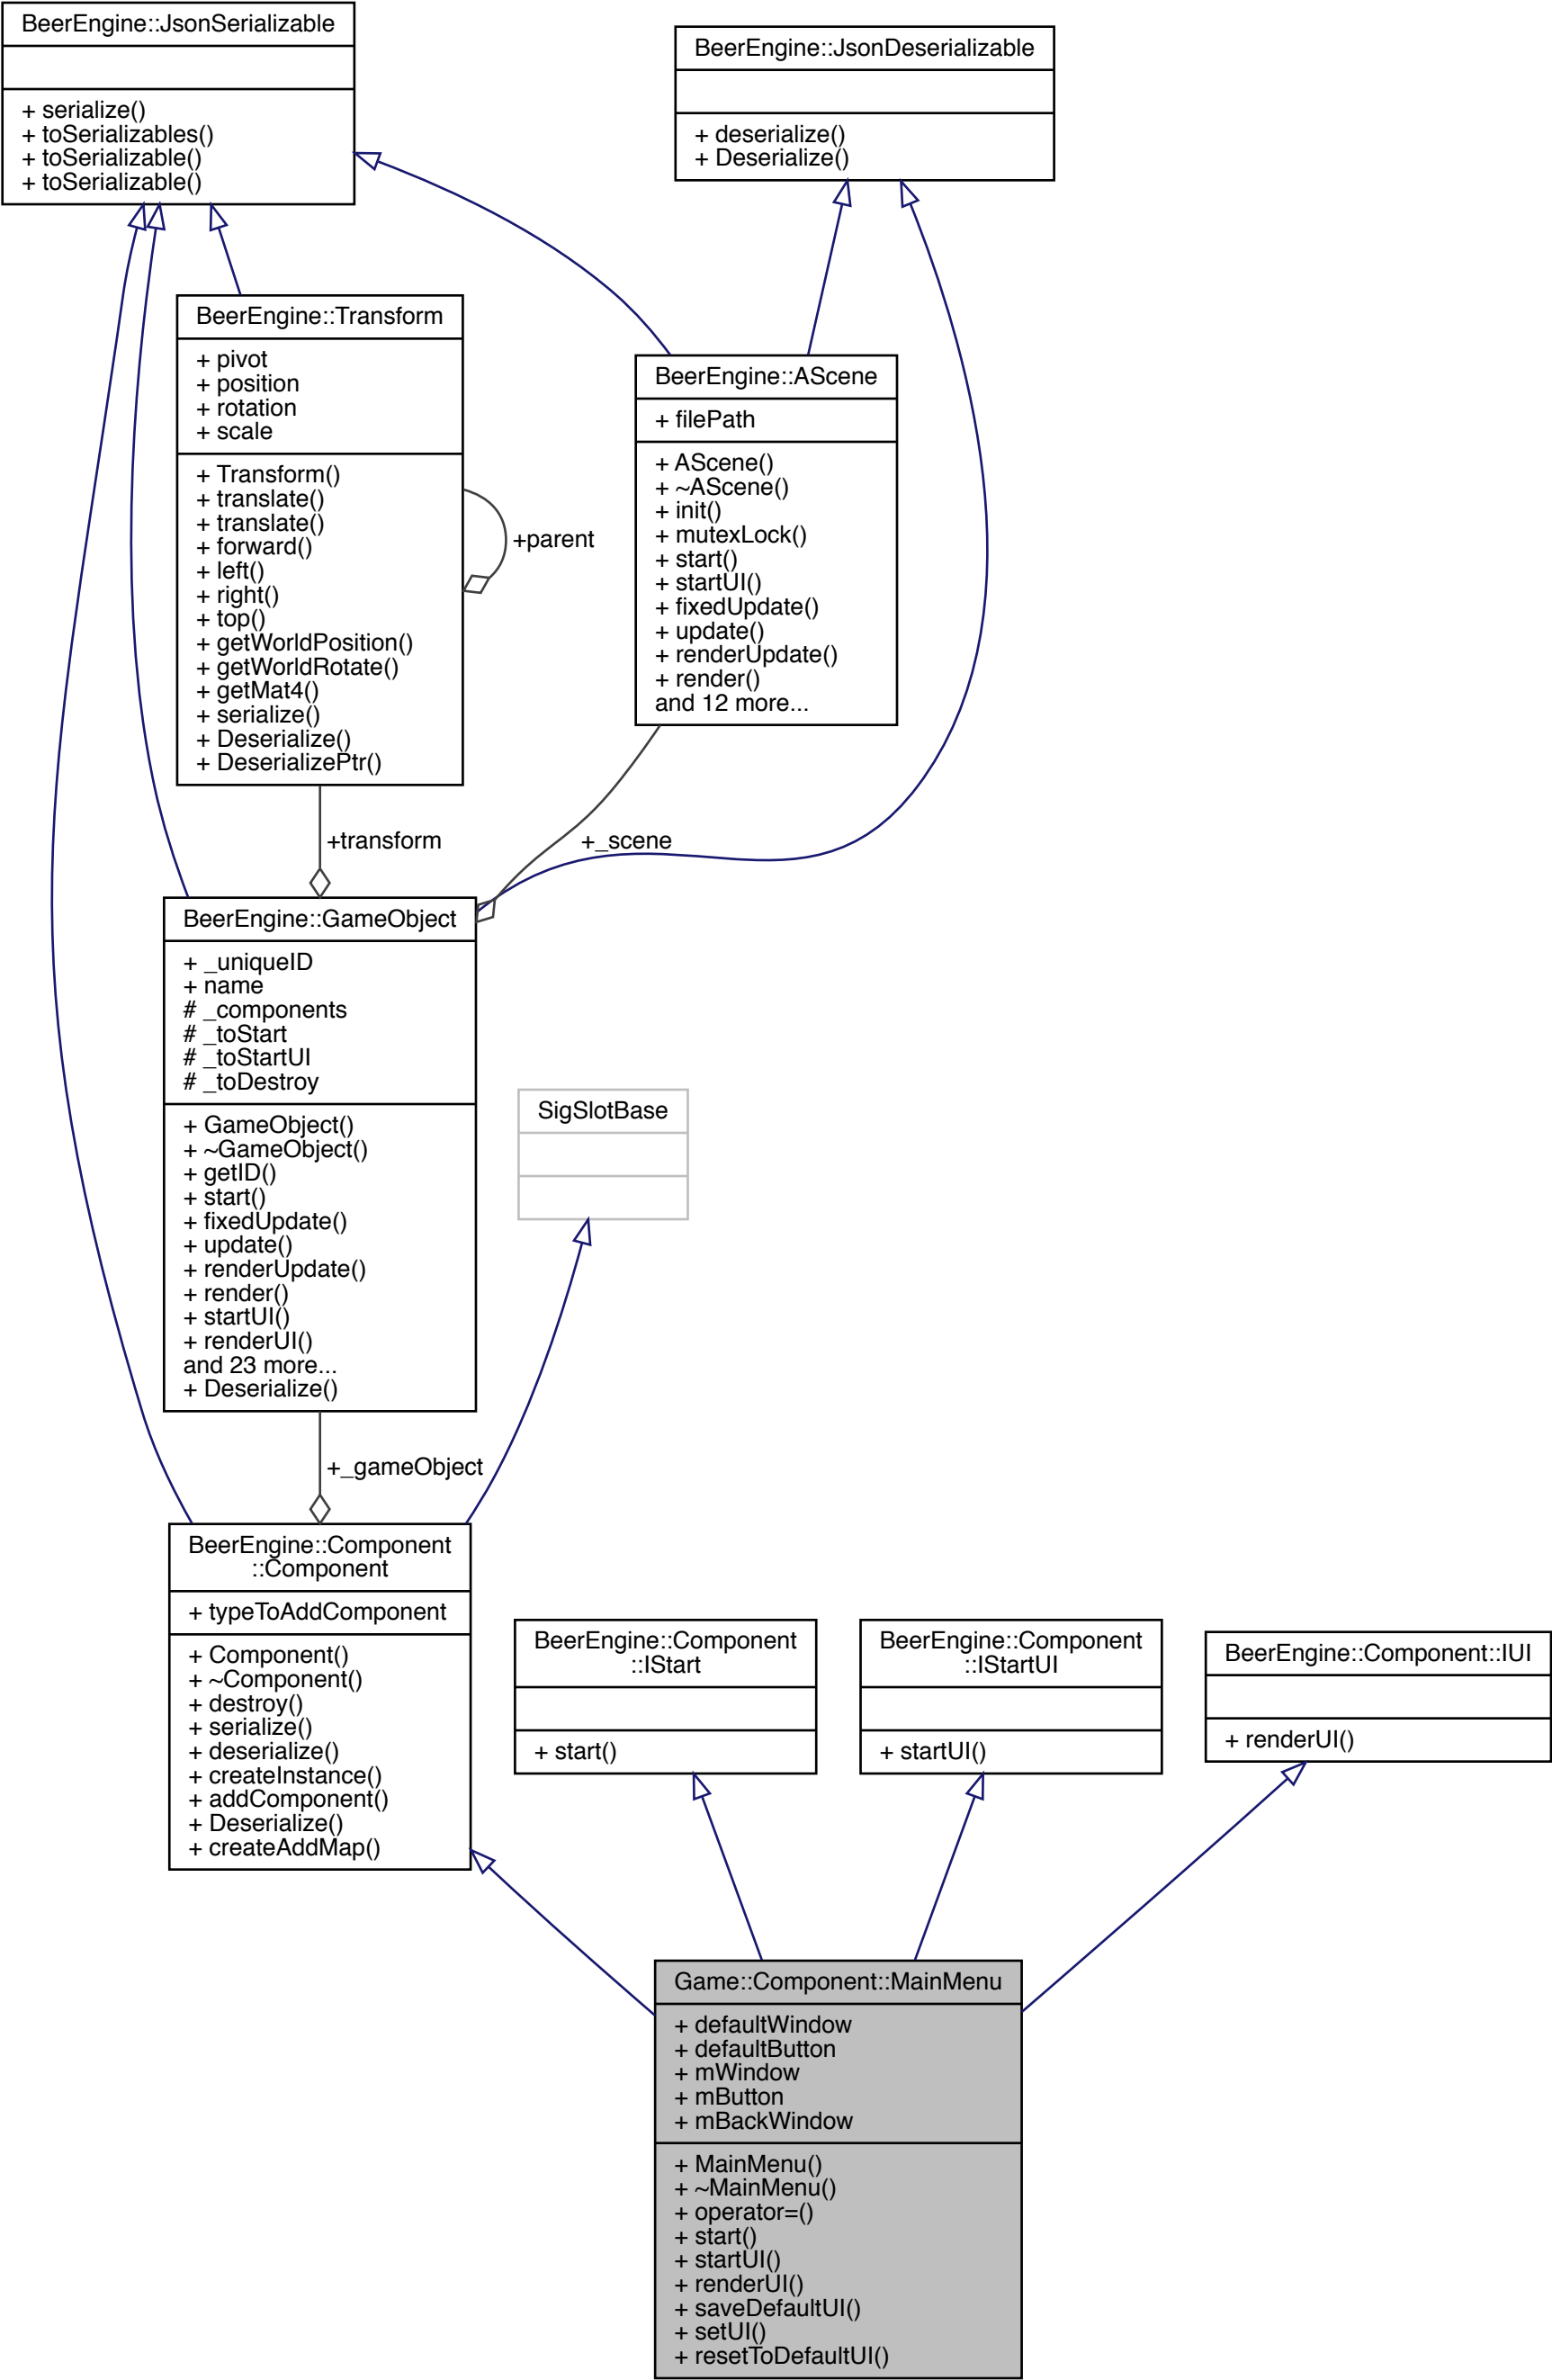 BeerEngine::JsonSerializable
+ serialize()
+ toSerializables()
+ toSerializable()
+ toSerializable()
BeerEngine::JsonDeserializable
+ deserialize()
+ Deserialize()
BeerEngine::Transform
+ pivot
+ position
+ rotation
+ scale
+ Transform()
+ translate()
+ translate()
+ forward()
+ left()
+ right()
+ top()
+ getWorldPosition()
+ getWorldRotate()
+ getMat4()
+ serialize()
+ Deserialize()
+ DeserializePtr()
+parent
BeerEngine::AScene
+ filePath
+ AScene()
+ ~AScene()
+ init()
+ mutexLock()
+ start()
+ startUI()
+ fixedUpdate()
+ update()
+ renderUpdate()
+ render()
and 12 more...
+transform
+_scene
BeerEngine::GameObject
+ _uniqueID
+ name
# _components
# _toStart
# _toStartUI
# _toDestroy
+ GameObject()
+ ~GameObject()
+ getID()
+ start()
+ fixedUpdate()
+ update()
+ renderUpdate()
+ render()
+ startUI()
+ renderUI()
and 23 more...
+ Deserialize()
SigSlotBase
+_gameObject
BeerEngine::Component
::Component
+ typeToAddComponent
+ Component()
+ ~Component()
+ destroy()
+ serialize()
+ deserialize()
+ createInstance()
+ addComponent()
+ Deserialize()
+ createAddMap()
BeerEngine::Component
::IStart
+ start()
BeerEngine::Component
::IStartUI
+ startUI()
BeerEngine::Component::IUI
+ renderUI()
Game::Component::MainMenu
+ defaultWindow
+ defaultButton
+ mWindow
+ mButton
+ mBackWindow
+ MainMenu()
+ ~MainMenu()
+ operator=()
+ start()
+ startUI()
+ renderUI()
+ saveDefaultUI()
+ setUI()
+ resetToDefaultUI()